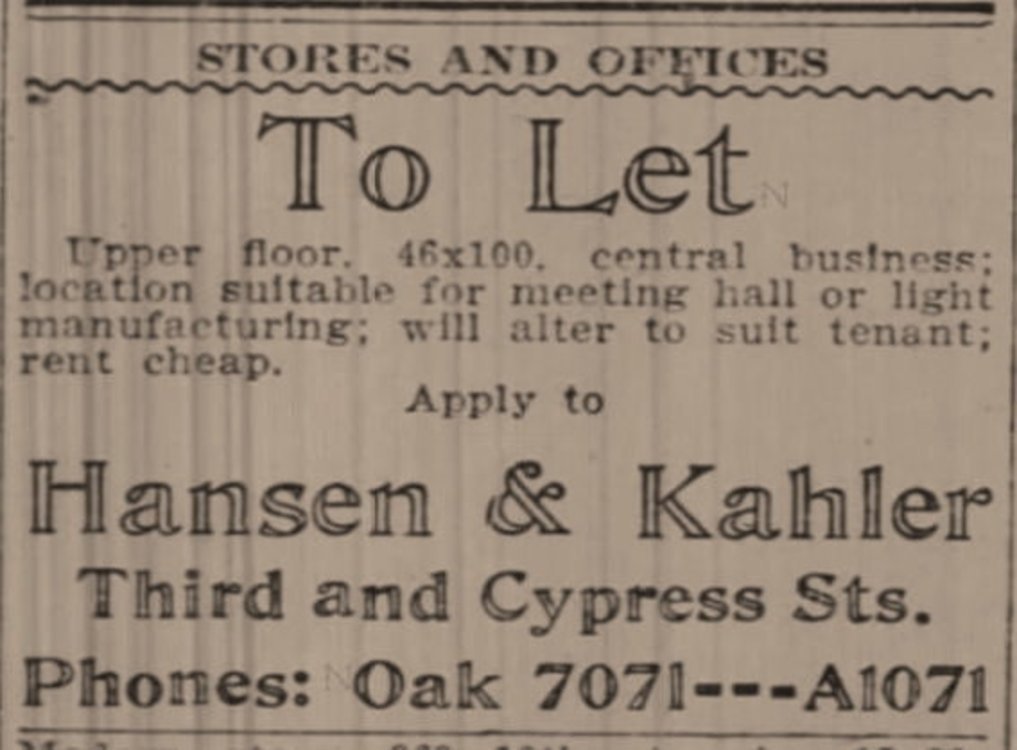 STORES AND OFFICES
To Let
Upper floor. 46x100. central business;
location suitable for meeting hall or light
manufacturing; will alter to suit tenant;
rent cheap.
Apply to
Hansen & Kahler
Third and Cypress Sts.
Phones: Oak 7071---A1071